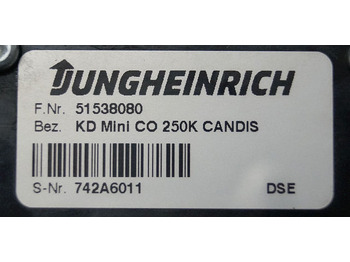 JUNGHEINRICH
F.Nr. 51538080
Bez. KD Mini CO 250K CANDIS
S-Nr. 742A6011 DSE